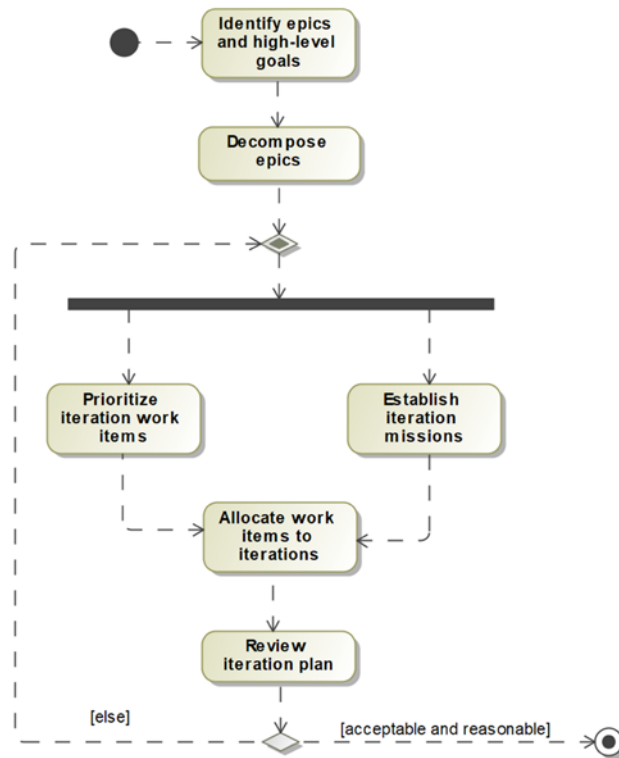 Identify epics
and high-level
goals
Decompose
epics
Prioritize
iteration work
items
Establish
iteration
missions
Allocate work
items to
iterations
Review
iteration plan
[else]
[acceptable and reasonable]